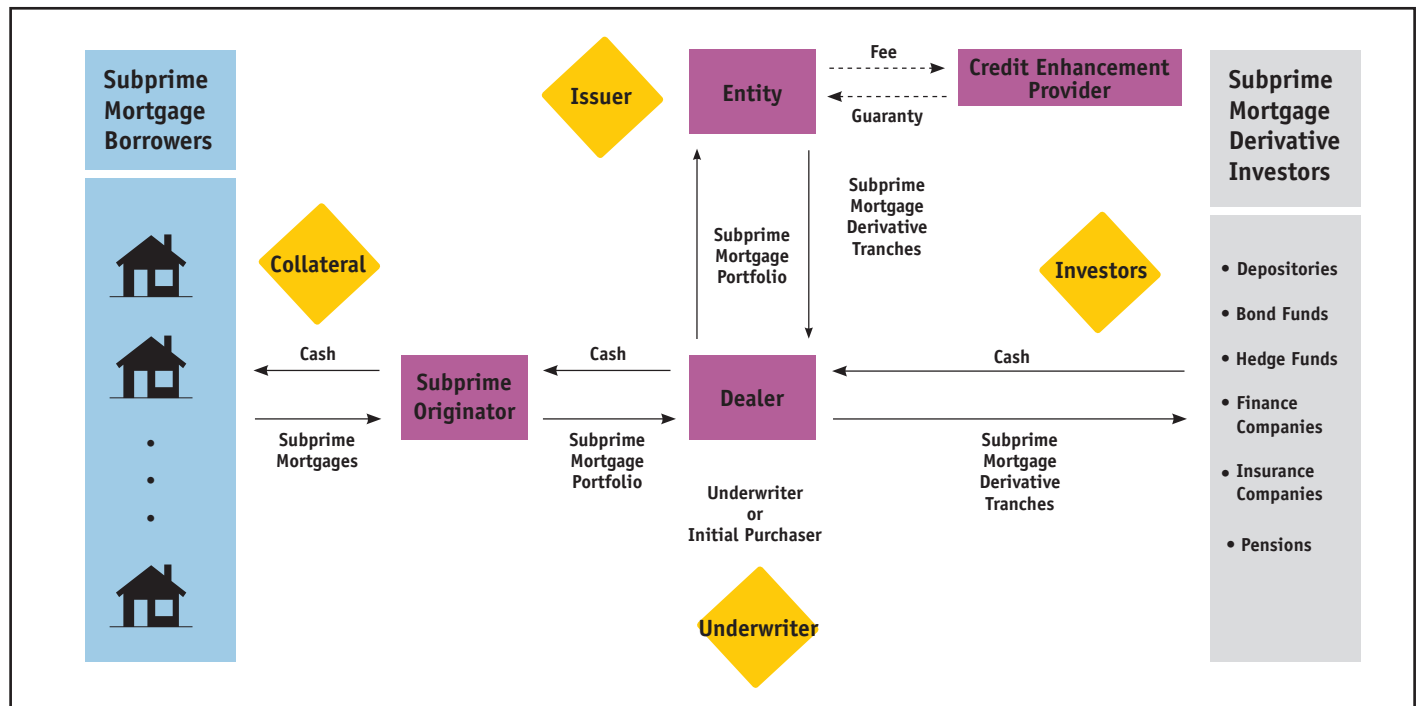 Subprime
Mortgage
Borrowers
Issuer
Entity
Fee
Guaranty
Credit Enhancement
Provider
Subprime
Mortgage
Derivative
Investors
Collateral
Subprime
Mortgage
Portfolio
Subprime
Mortgage
Derivative
Tranches
Investors
Cash
Subprime
Mortgages
Subprime
Originator
Cash
Subprime
Mortgage
Portfolio
Dealer
Underwriter
or
Initial Purchaser
Underwriter
Cash
Subprime
Mortgage
Derivative
Tranches
• Depositories
• Bond Funds
• Hedge Funds
• Finance
Companies
• Insurance
Companies
• Pensions